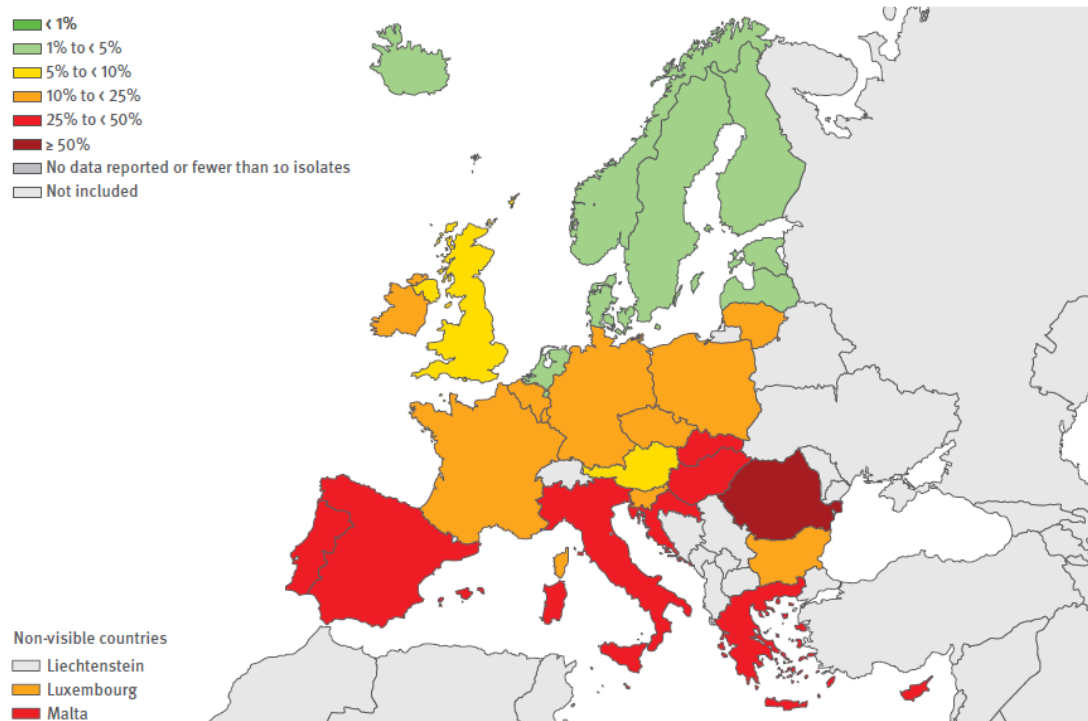 < 1%
1% to < 5%
5% to < 10%
10% to < 25%
25% to < 50%
≥ 50%
No data reported or fewer than 10 isolates
Not included
Non-visible countries
Liechtenstein
Luxembourg
Malta